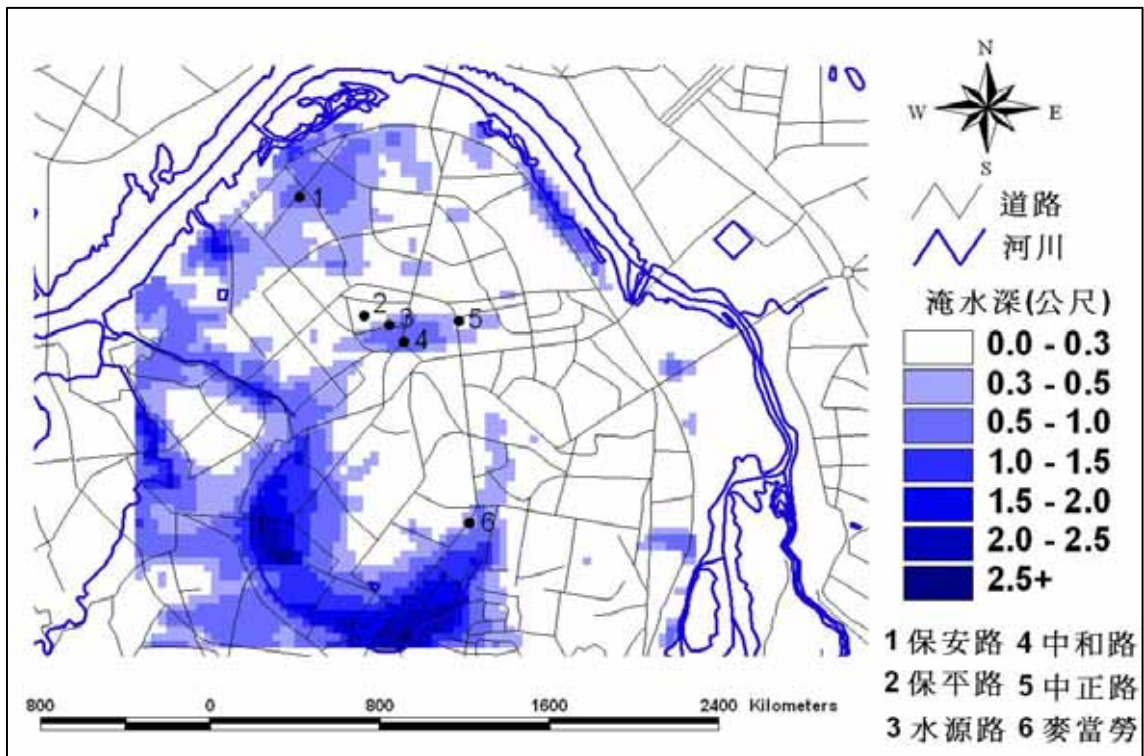 N
W E
S
道路
河川
淹水深(公尺)
0.0 - 0.3
0.3 - 0.5
0.5 - 1.0
1.0 - 1.5
1.5 - 2.0
2.0 - 2.5
2.5+
1
2
3
4
5
6
1 保安路 4 中和路
2 保平路 5 中正路
3 水源路 6 麥當勞
800 0 800 1600 2400 Kilometers